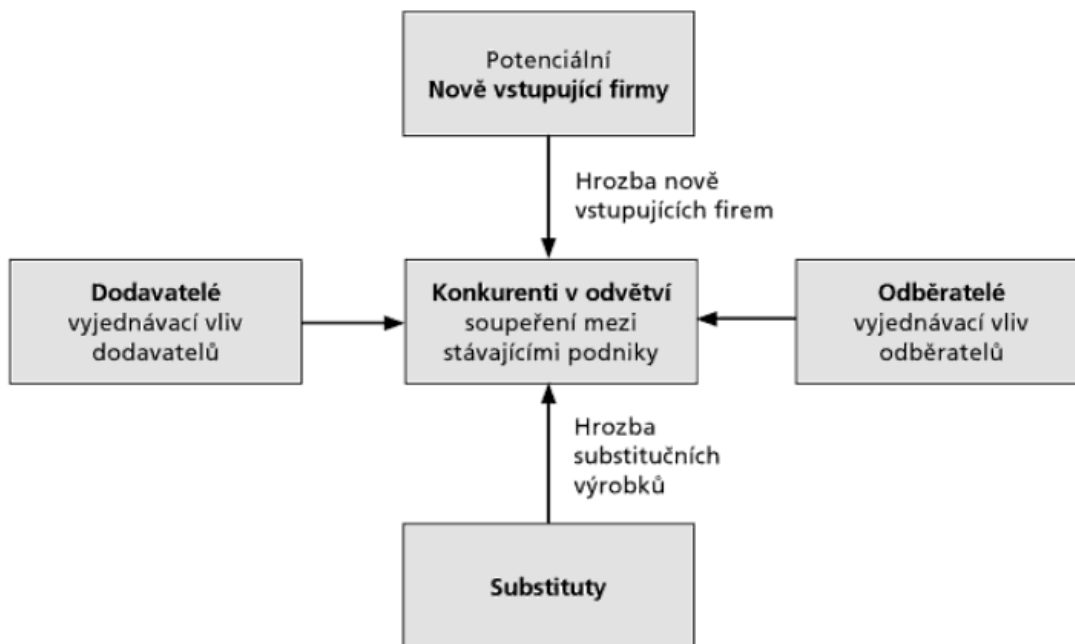 Potenciální
Nově vstupující firmy
Hrozba nově
vstupujících firem
Dodavatelé
vyjednávací vliv
dodavatelů
Konkurenti v odvětví
soupeření mezi
stávajícími podniky
Odběratelé
vyjednávací vliv
odběratelů
Hrozba
substitučních
výrobků
Substituty